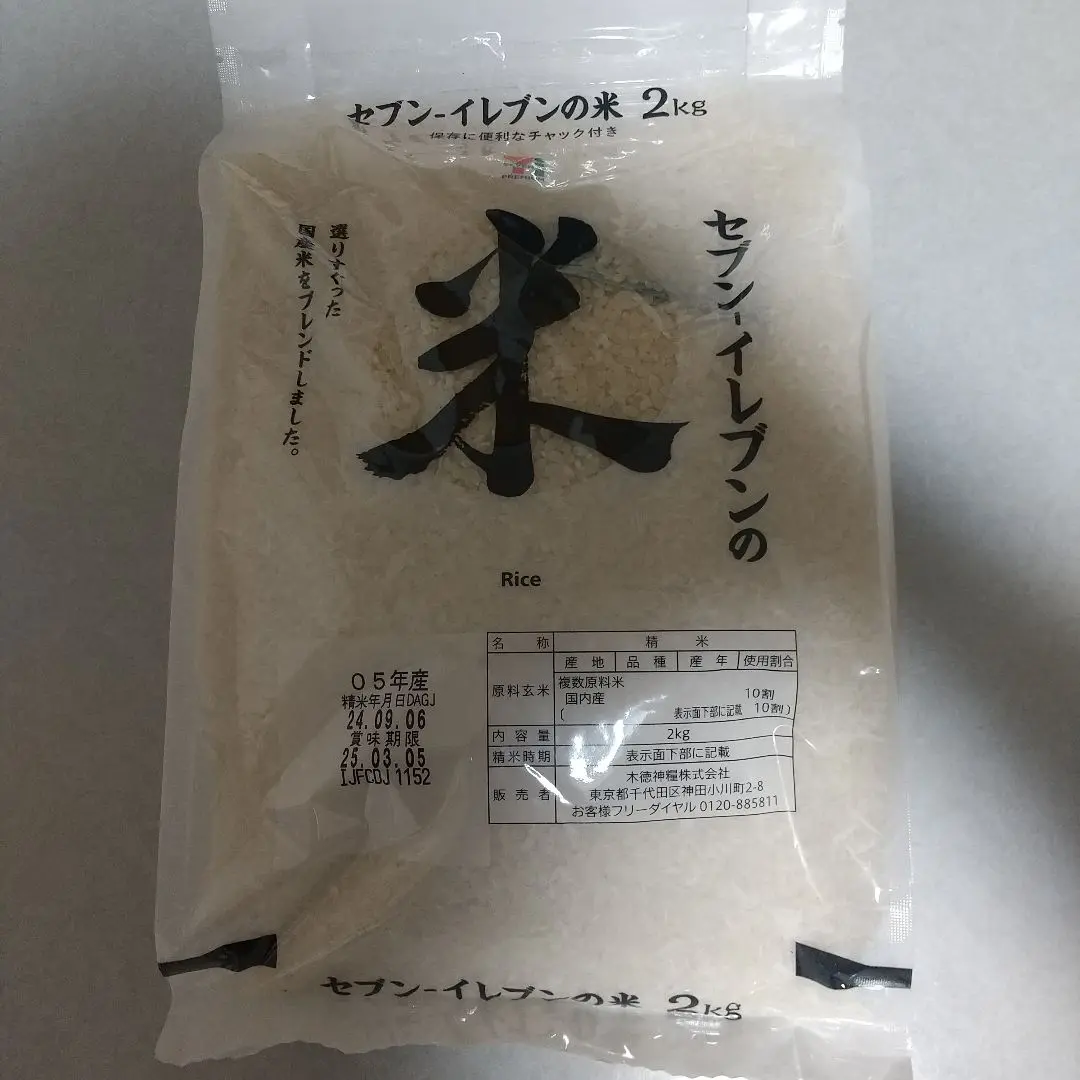 セブン-イレブンの米 2kg
保存に便利なチャック付き
セブン-イレブンの
米
選りすぐった
国産米をブレンドしました。
Rice
05年産
精米年月日DAGJ
24.09.06
賞味期限
25.03.05
IJFCDJ 1152
名称 精米
原料玄米 産地 品種 産年 使用割合
複数原料米
国内産 10割
( 表示面下部に記載 10割 )
内容量 2kg
精米時期 表示面下部に記載
販売者 木徳神糧株式会社
東京都千代田区神田小川町2-8
お客様フリーダイヤル 0120-885811
セブン-イレブンの米 2kg